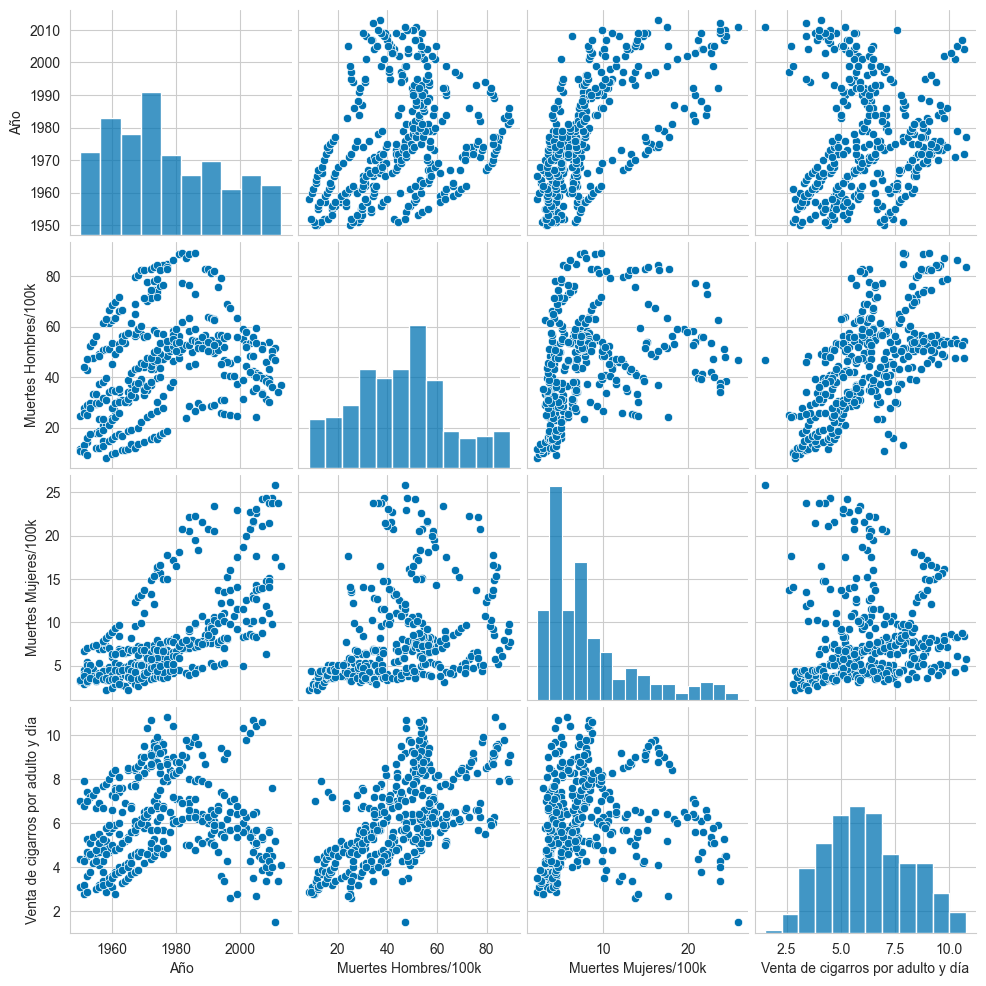 2010
2000
1990
1980
1970
1960
1950
Año
80
60
40
20
Muertes Hombres/100k
25
20
15
10
5
Muertes Mujeres/100k
10
8
6
4
2
Venta de cigarros por adulto y día
1960 1980 2000
20 40 60 80
10 20
2.5 5.0 7.5 10.0
Año
Muertes Hombres/100k
Muertes Mujeres/100k
Venta de cigarros por adulto y día